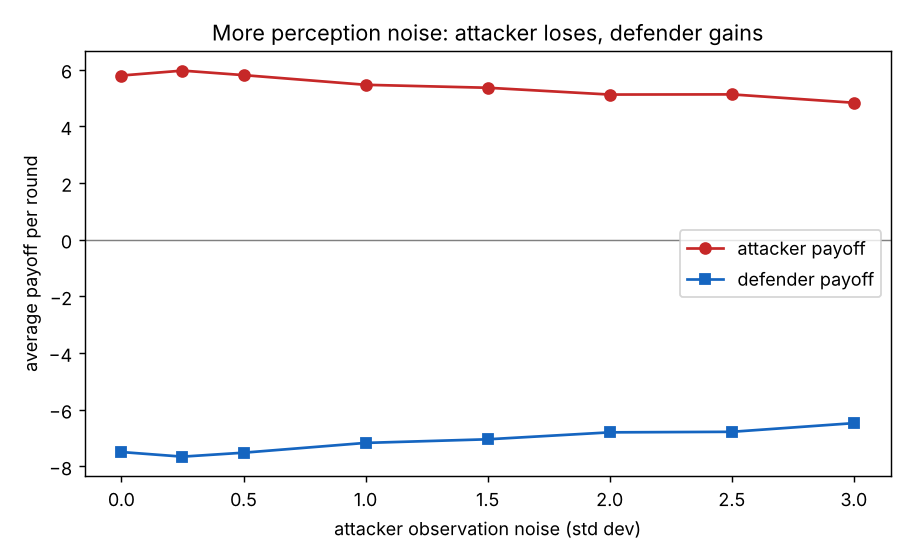 More perception noise: attacker loses, defender gains
average payoff per round
6
4
2
0
−2
−4
−6
−8
attacker payoff
defender payoff
0.0 0.5 1.0 1.5 2.0 2.5 3.0
attacker observation noise (std dev)